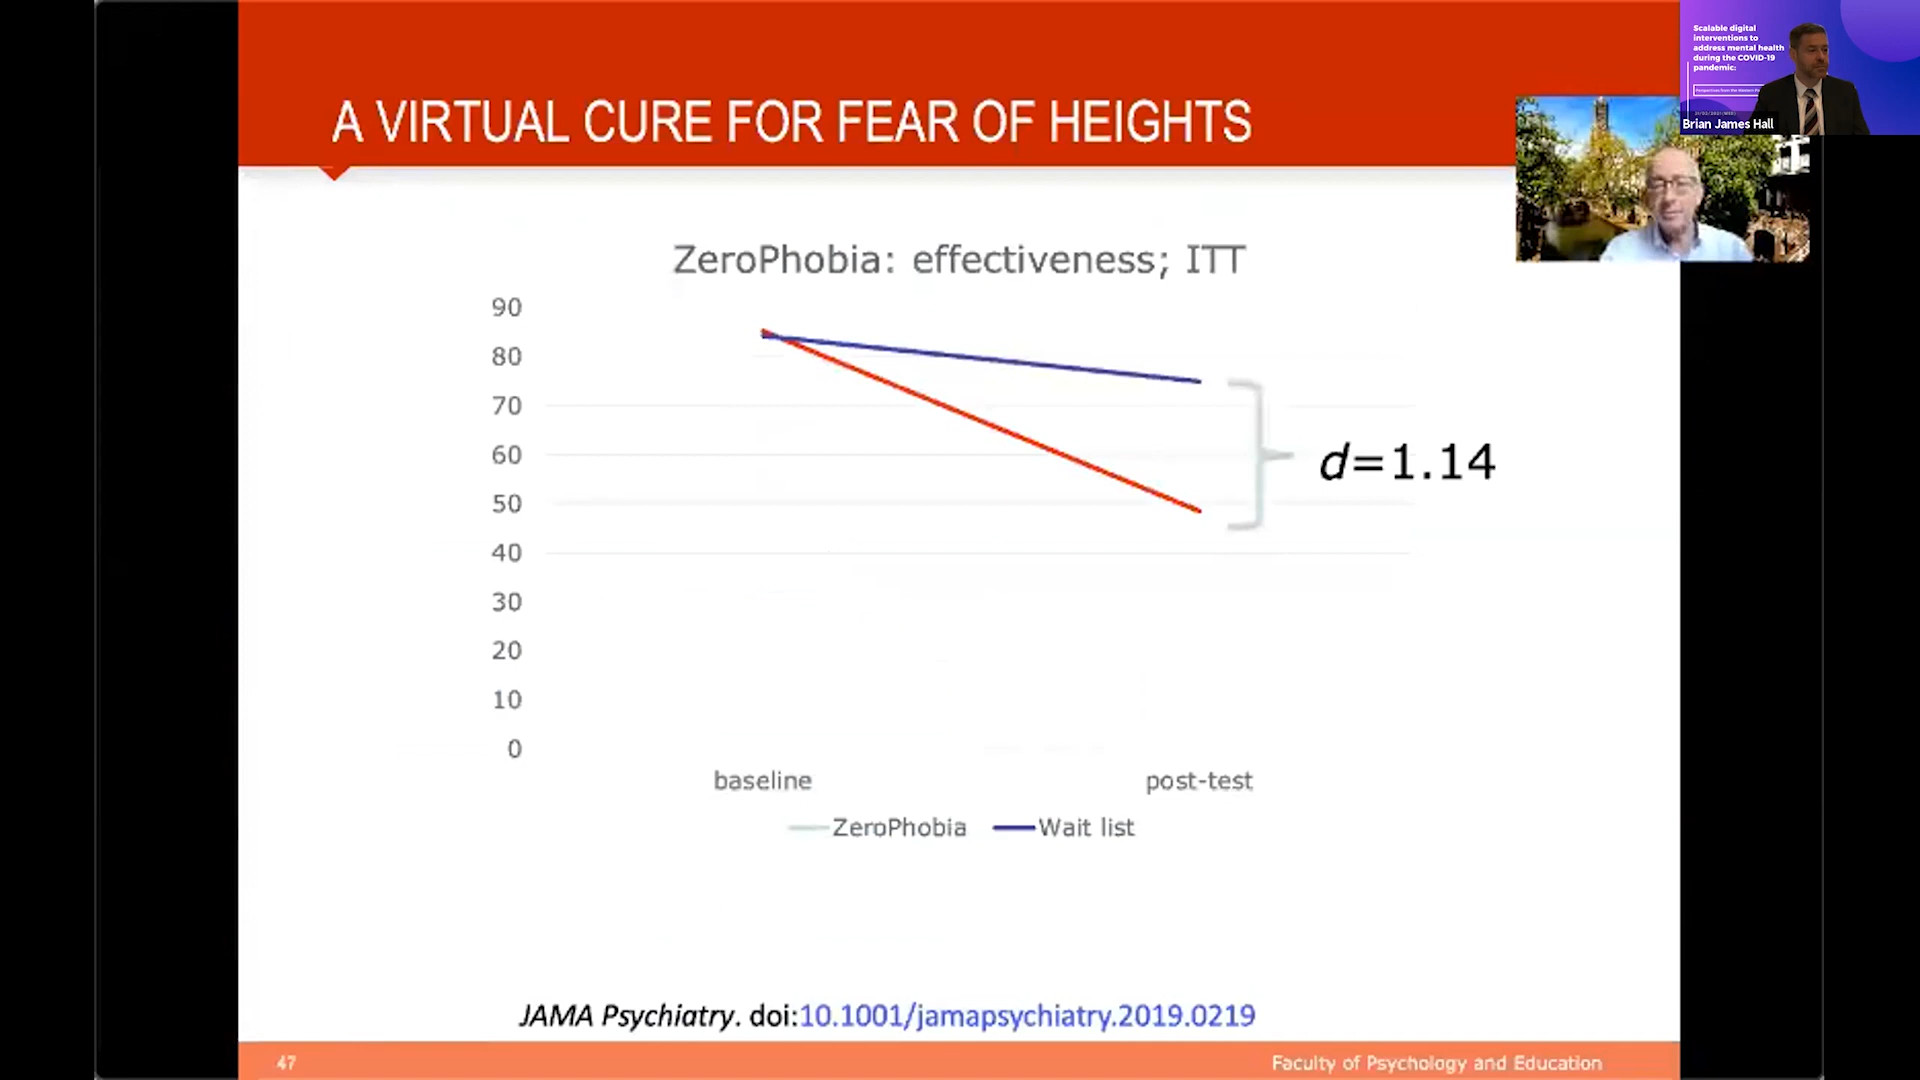 A VIRTUAL CURE FOR FEAR OF HEIGHTS
Scalable digital
interventions to
address mental health
during the COVID-19
pandemic:
Brian James Hall
ZeroPhobia: effectiveness; ITT
90
80
70
60
50
40
30
20
10
0
d=1.14
baseline
post-test
ZeroPhobia
Wait list
JAMA Psychiatry. doi:10.1001/jamapsychiatry.2019.0219
47
Faculty of Psychology and Education